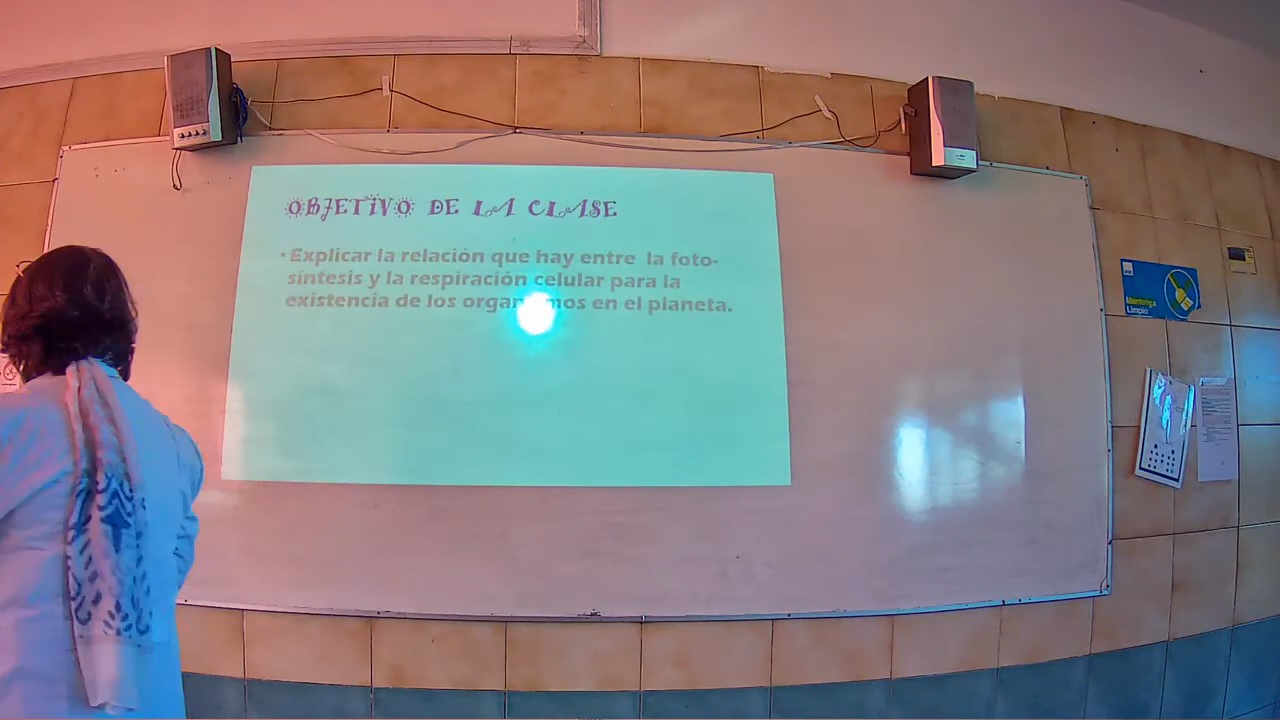 OBJETIVO DE LA CLASE
• Explicar la relación que hay entre la foto-
síntesis y la respiración celular para la
existencia de los organismos en el planeta.
Mantenga
Limpio